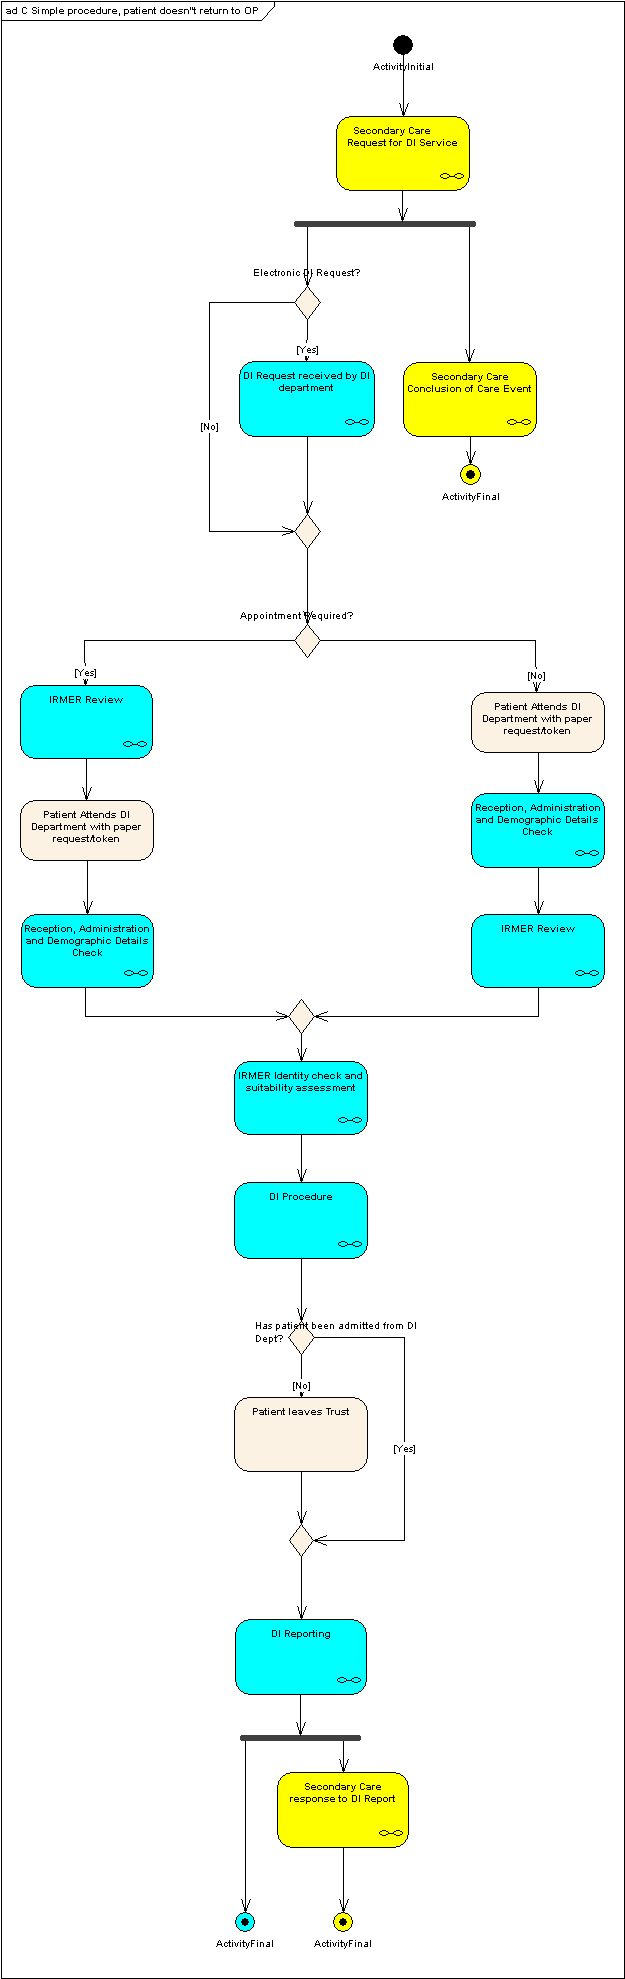 ad C Simple procedure, patient doesn"t return to OP
ActivityInitial
Secondary Care
Request for DI Service
Electronic DI Request?
[Yes]
[No]
DI Request received by DI
department
Secondary Care
Conclusion of Care Event
ActivityFinal
Appointment Required?
[Yes]
[No]
IRMER Review
Patient Attends DI
Department with paper
request/token
Patient Attends DI
Department with paper
request/token
Reception, Administration
and Demographic Details
Check
Reception, Administration
and Demographic Details
Check
IRMER Review
IRMER Identity check and
suitability assessment
DI Procedure
Has patient been admitted from DI
Dept?
[No]
[Yes]
Patient leaves Trust
DI Reporting
Secondary Care
response to DI Report
ActivityFinal
ActivityFinal